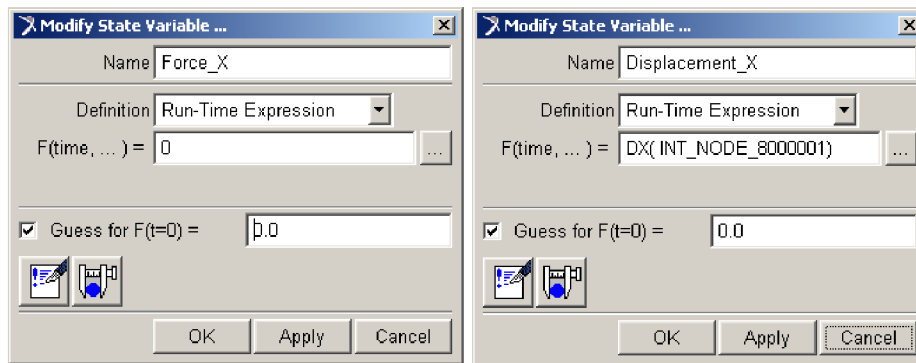 Modify State Variable ...
Name Force_X
Definition Run-Time Expression
F(time, ... ) = 0 ...
Guess for F(t=0) = 0.0
OK Apply Cancel
Modify State Variable ...
Name Displacement_X
Definition Run-Time Expression
F(time, ... ) = DX( INT_NODE_8000001) ...
Guess for F(t=0) = 0.0
OK Apply Cancel